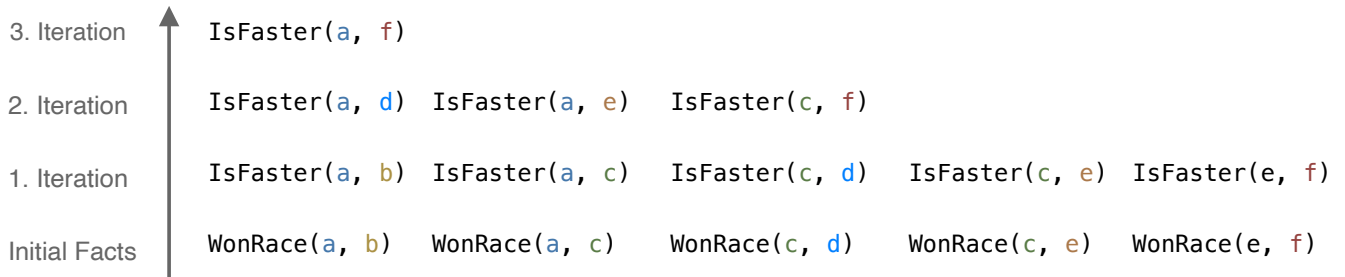 3. Iteration IsFaster(a, f)
2. Iteration IsFaster(a, d) IsFaster(a, e) IsFaster(c, f)
1. Iteration IsFaster(a, b) IsFaster(a, c) IsFaster(c, d) IsFaster(c, e) IsFaster(e, f)
Initial Facts WonRace(a, b) WonRace(a, c) WonRace(c, d) WonRace(c, e) WonRace(e, f)